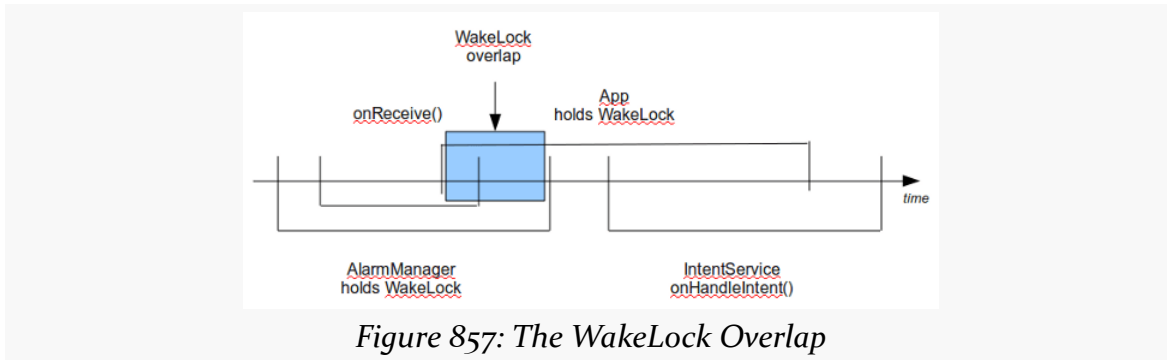 WakeLock
overlap
onReceive()
App
holds WakeLock
time
AlarmManager
holds WakeLock
IntentService
onHandleIntent()
Figure 857: The WakeLock Overlap